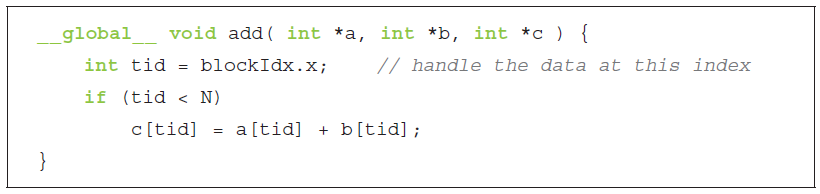 __global__ void add( int *a, int *b, int *c ) {
    int tid = blockIdx.x;    // handle the data at this index
    if (tid < N)
        c[tid] = a[tid] + b[tid];
}